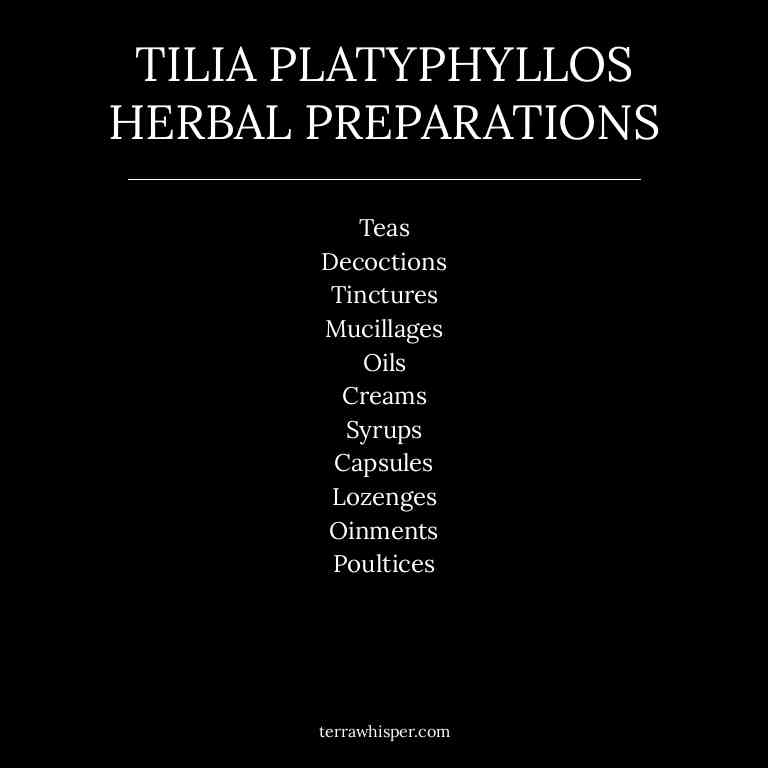 TILIA PLATYPHYLLOS
HERBAL PREPARATIONS
Teas
Decoctions
Tinctures
Mucillages
Oils
Creams
Syrups
Capsules
Lozenges
Oinments
Poultices
terrawhisper.com